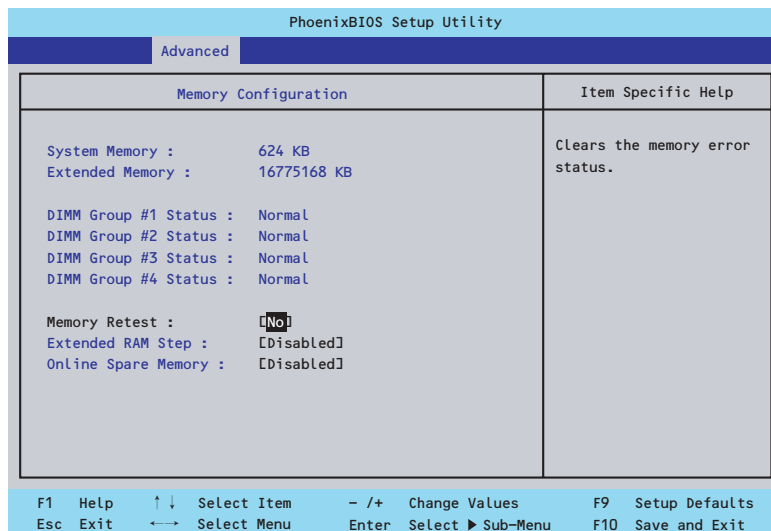 PhoenixBIOS Setup Utility
Advanced
Memory Configuration
Item Specific Help
System Memory : 624 KB
Extended Memory : 16775168 KB
DIMM Group #1 Status : Normal
DIMM Group #2 Status : Normal
DIMM Group #3 Status : Normal
DIMM Group #4 Status : Normal
Memory Retest : [No]
Extended RAM Step : [Disabled]
Online Spare Memory : [Disabled]
Clears the memory error
status.
F1 Help ↑↓ Select Item – /+ Change Values F9 Setup Defaults
Esc Exit ←→ Select Menu Enter Select ▶ Sub–Menu F10 Save and Exit